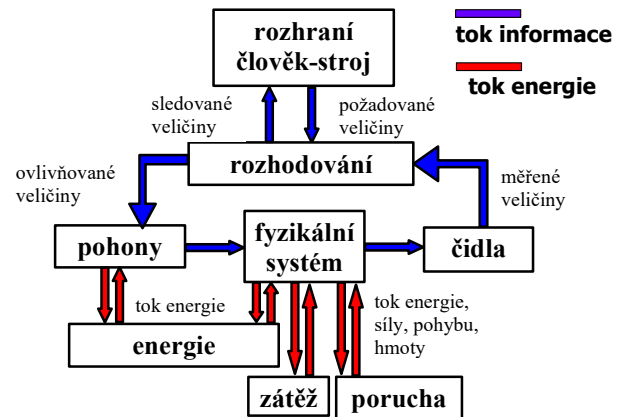 rozhraní
člověk-stroj
tok informace
tok energie
sledované
veličiny
požadované
veličiny
rozhodování
ovlivňované
veličiny
měřené
veličiny
pohony
fyzikální
systém
čidla
tok energie
tok energie,
síly, pohybu,
hmoty
energie
zátěž
porucha